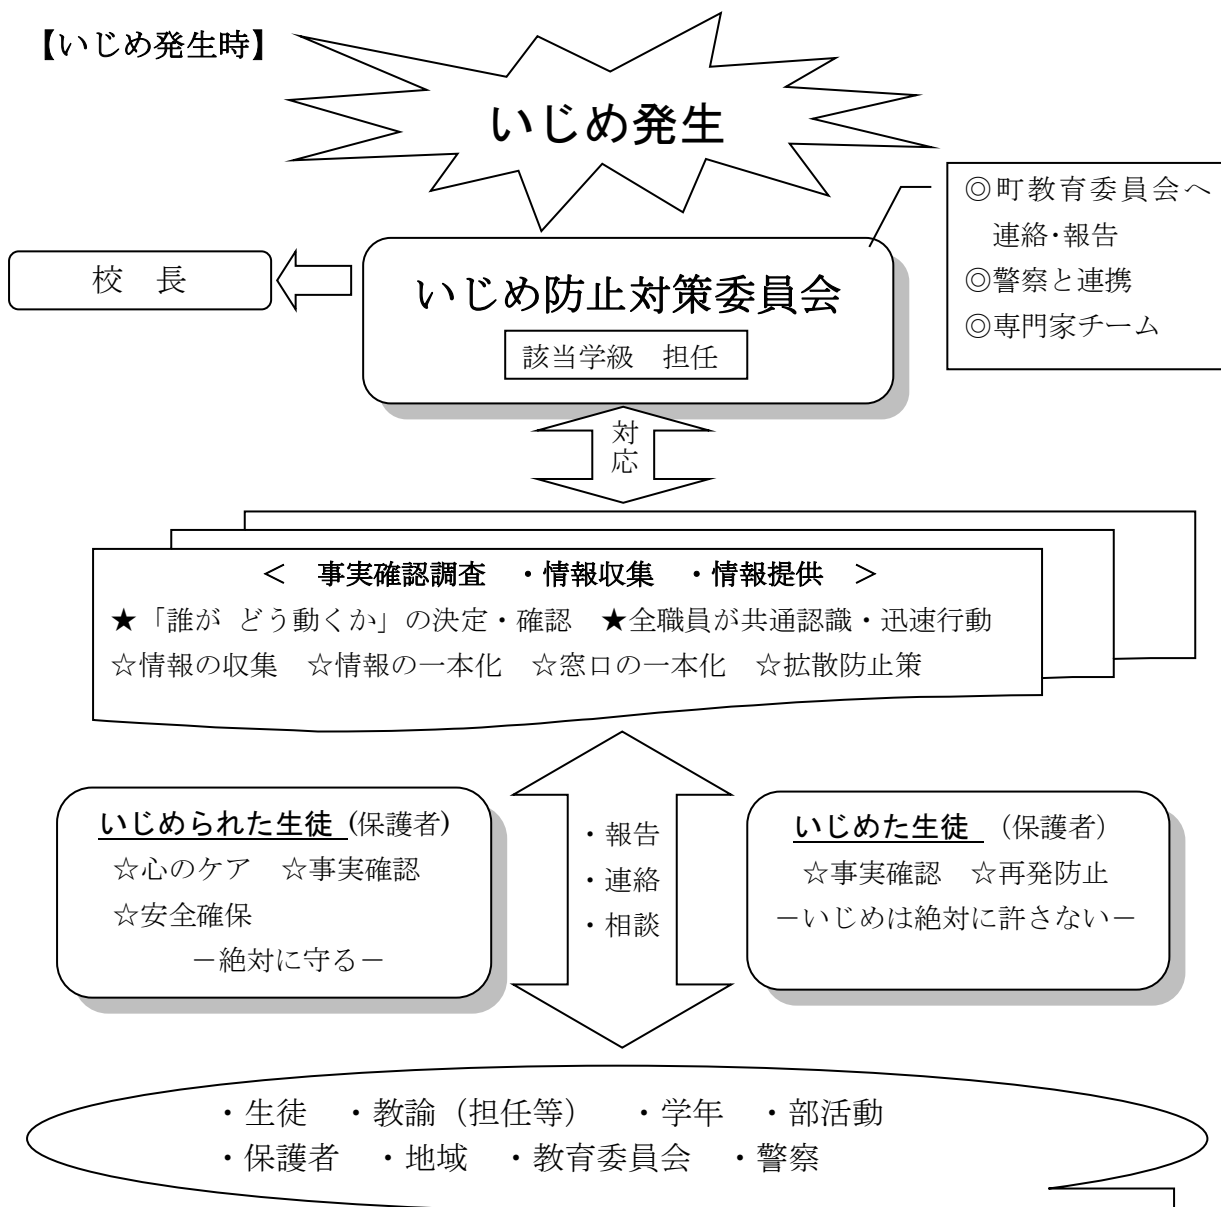 【いじめ発生時】
いじめ発生
◎町教育委員会へ
連絡・報告
◎警察と連携
◎専門家チーム
校　長
いじめ防止対策委員会
該当学級　担任
対応
＜　事実確認調査　・情報収集　・情報提供　＞
★「誰が どう動くか」の決定・確認　★全職員が共通認識・迅速行動
☆情報の収集　☆情報の一本化　☆窓口の一本化　☆拡散防止策
いじめられた生徒 (保護者)
☆心のケア　☆事実確認
☆安全確保
－絶対に守る－
・報告
・連絡
・相談
いじめた生徒 （保護者）
☆事実確認　☆再発防止
－いじめは絶対に許さない－
・生徒　・教諭（担任等）　・学年　・部活動
・保護者　・地域　・教育委員会　・警察